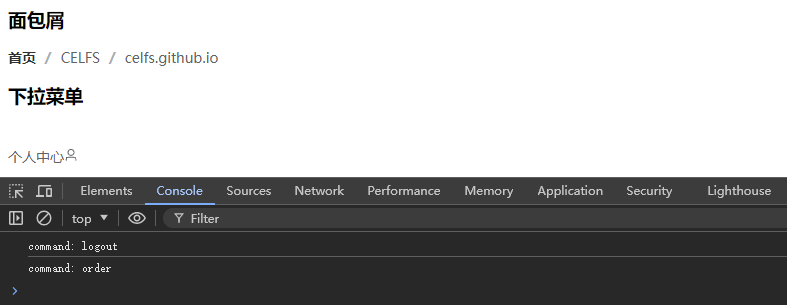 面包屑
首页 / CELFS / celfs.github.io
下拉菜单
个人中心
Elements Console Sources Network Performance Memory Application Security Lighthouse
top Filter
command: logout
command: order